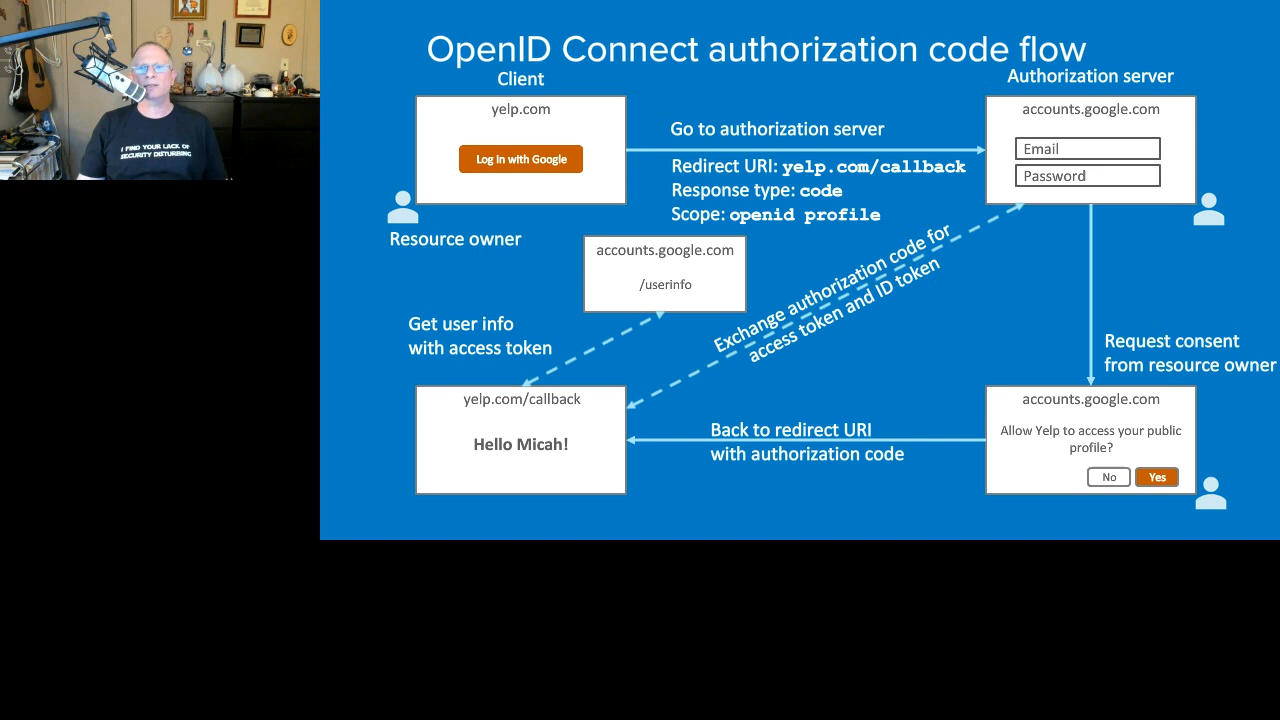 I FIND YOUR LACK OF
SECURITY DISTURBING
OpenID Connect authorization code flow
Client
Authorization server
yelp.com
Log in with Google
Go to authorization server
Redirect URI: yelp.com/callback
Response type: code
Scope: openid profile
accounts.google.com
Email
Password
Resource owner
accounts.google.com
/userinfo
Exchange authorization code for
access token and ID token
Get user info
with access token
Request consent
from resource owner
yelp.com/callback
Hello Micah!
Back to redirect URI
with authorization code
accounts.google.com
Allow Yelp to access your public
profile?
No
Yes